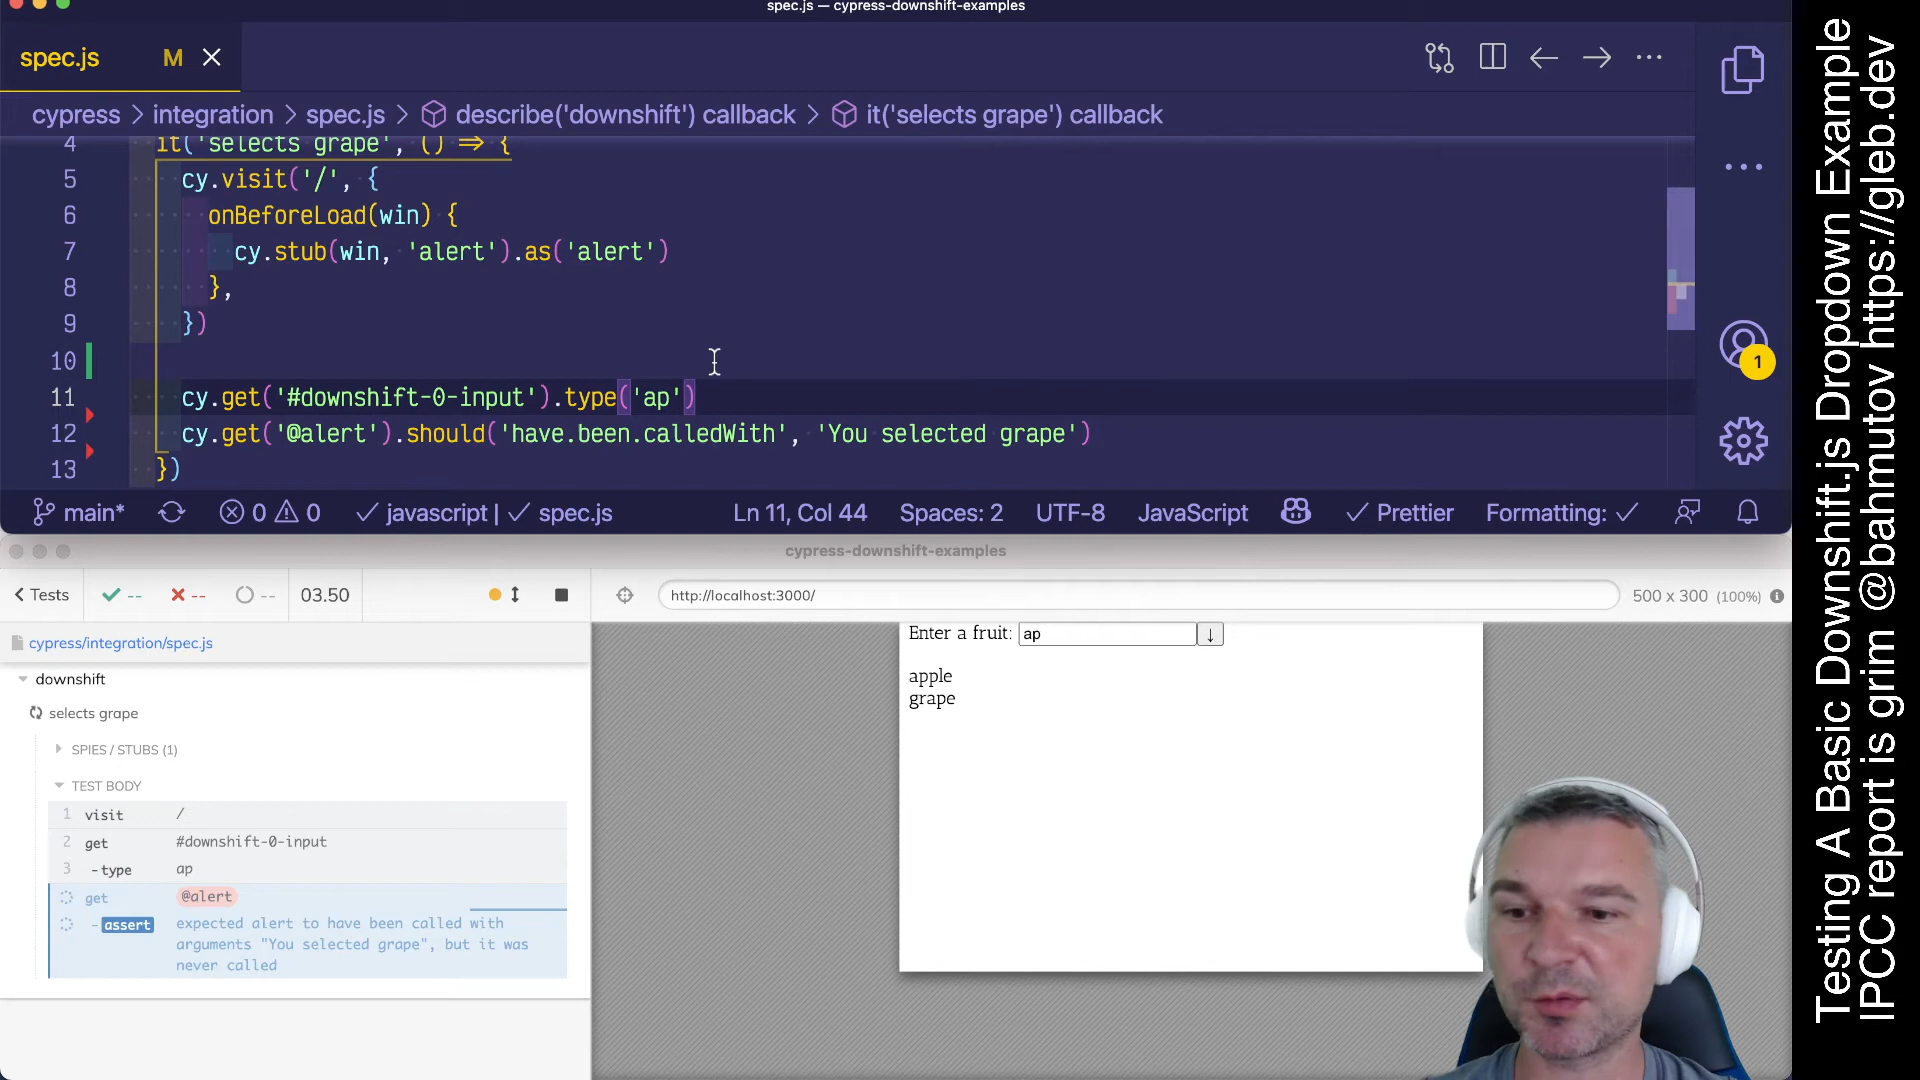 spec.js — cypress-downshift-examples
spec.js M
cypress > integration > spec.js > describe('downshift') callback > it('selects grape') callback
4 it('selects grape', () => {
5 cy.visit('/', {
6 onBeforeLoad(win) {
7 cy.stub(win, 'alert').as('alert')
8 },
9 })
10
11 cy.get('#downshift-0-input').type('ap')
12 cy.get('@alert').should('have.been.calledWith', 'You selected grape')
13 })
1
main* 0 0 javascript | spec.js Ln 11, Col 44 Spaces: 2 UTF-8 JavaScript Prettier Formatting:
cypress-downshift-examples
< Tests -- -- -- 03.50 http://localhost:3000/ 500 x 300 (100%)
cypress/integration/spec.js
downshift
selects grape
SPIES / STUBS (1)
TEST BODY
1 visit /
2 get #downshift-0-input
3 -type ap
get @alert
-assert expected alert to have been called with
arguments "You selected grape", but it was
never called
Enter a fruit: ap ↓
apple
grape
Testing A Basic Downshift.js Dropdown Example
IPCC report is grim @bahmutov https://gleb.dev